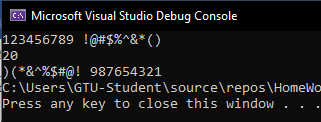 Microsoft Visual Studio Debug Console
123456789 !@#$%^&*()
20
)(*&^%$#@! 987654321
C:\Users\GTU-Student\source\repos\HomeWo
Press any key to close this window . . .